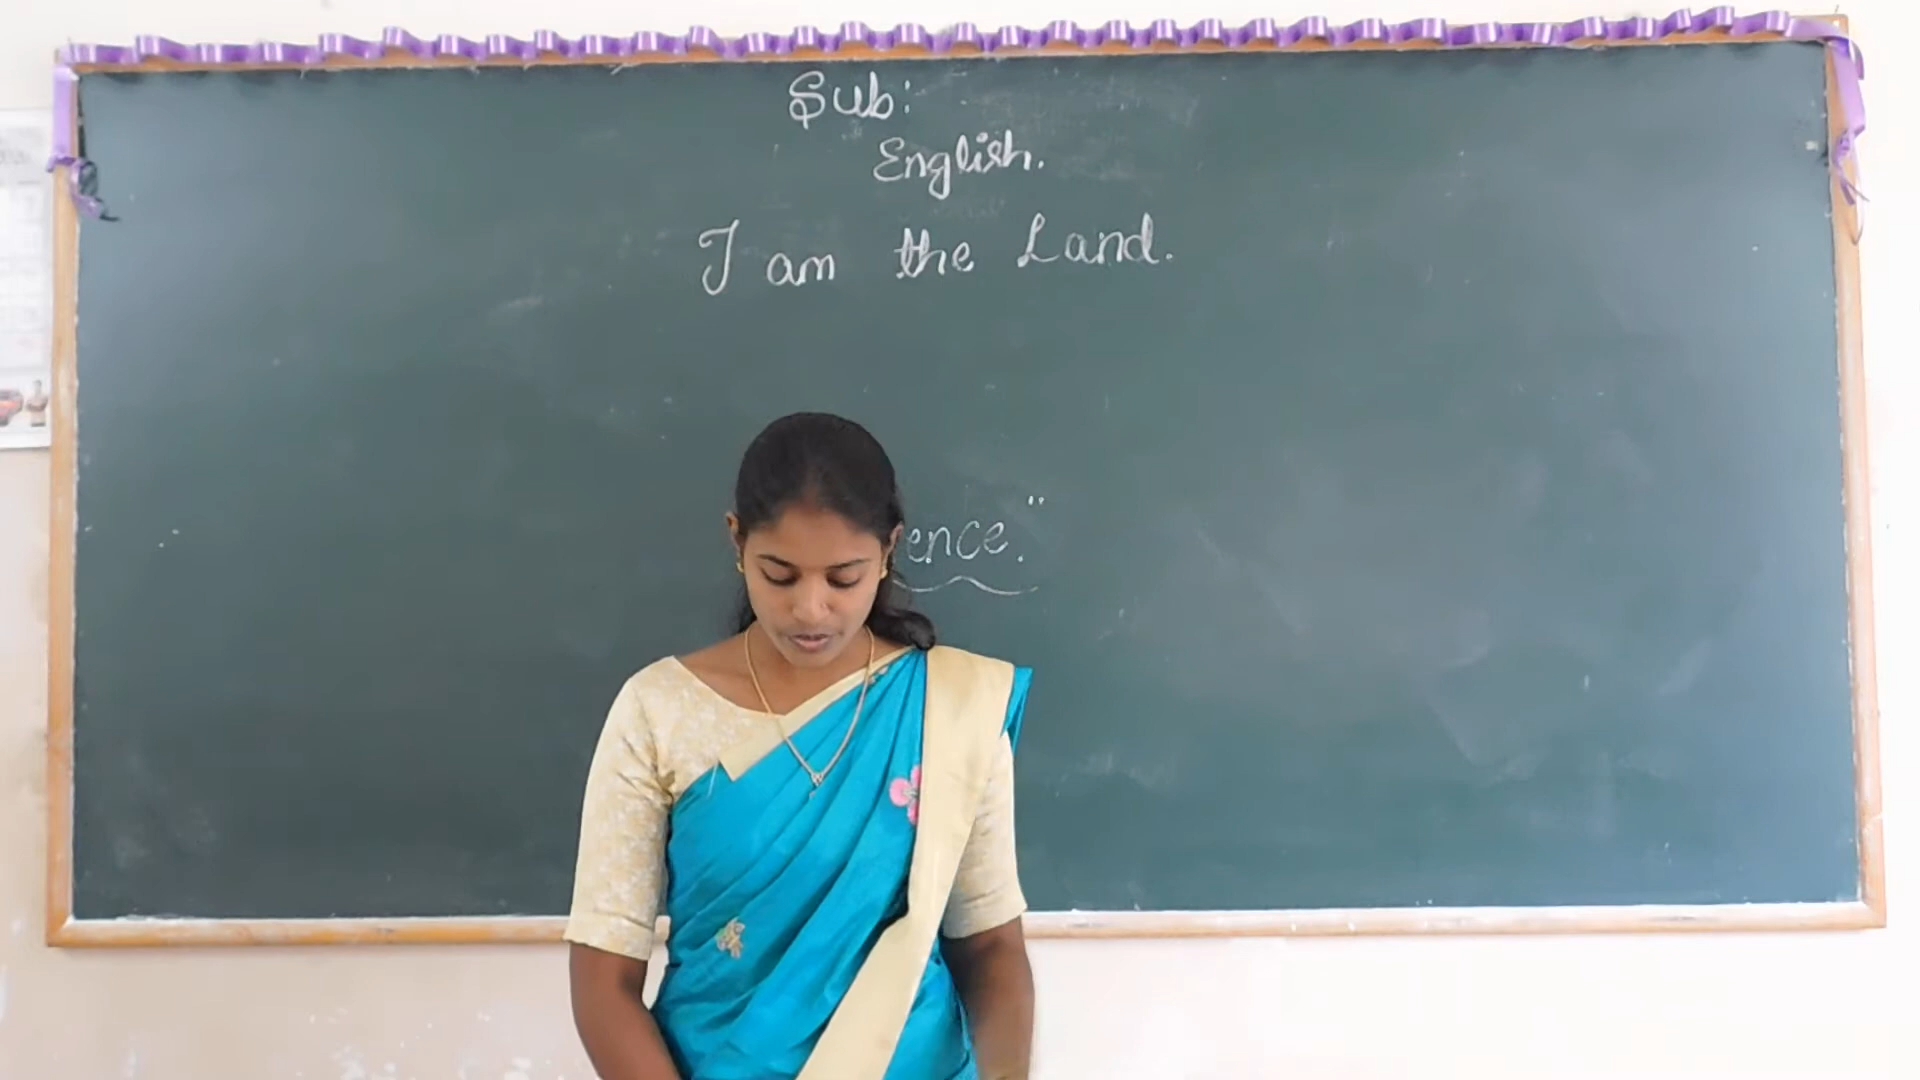 Sub:
English.
I am the Land.
ence."